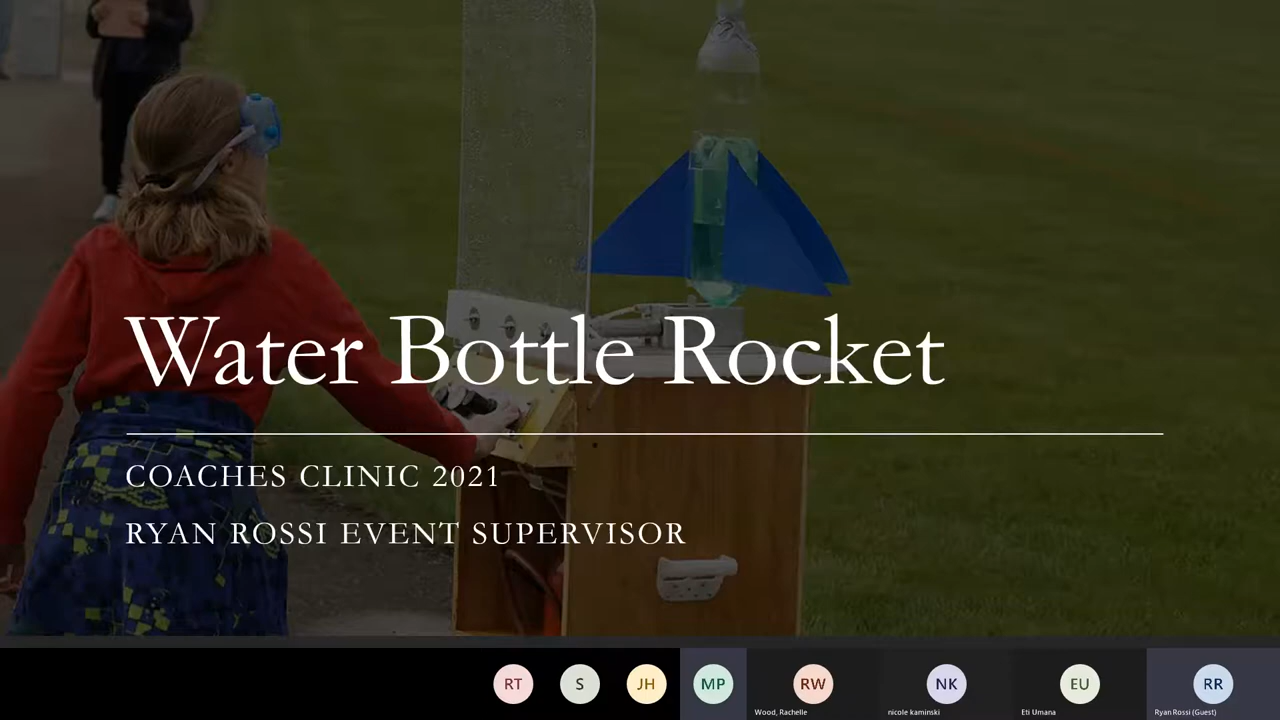 Water Bottle Rocket
COACHES CLINIC 2021
RYAN ROSSI EVENT SUPERVISOR
RT
S
JH
MP
RW
NK
EU
RR
Wood, Rachelle
nicole kaminski
Eti Umana
Ryan Rossi (Guest)